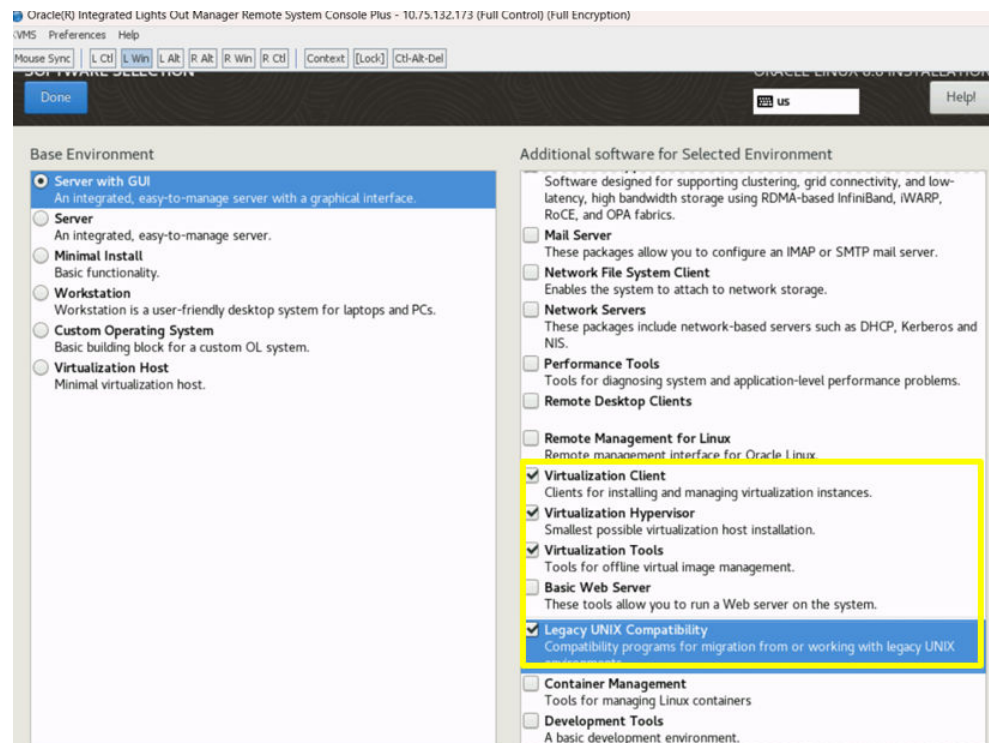 Oracle(R) Integrated Lights Out Manager Remote System Console Plus - 10.75.132.173 (Full Control) (Full Encryption)
KVMS Preferences Help
Mouse Sync L Ctl L Win L Alt R Alt R Win R Ctl Context [Lock] Ctl-Alt-Del
SOFTWARE SELECTION
ORACLE LINUX 8.8 INSTALLATION
Done
us
Help!
Base Environment
Server with GUI
An integrated, easy-to-manage server with a graphical interface.
Server
An integrated, easy-to-manage server.
Minimal Install
Basic functionality.
Workstation
Workstation is a user-friendly desktop system for laptops and PCs.
Custom Operating System
Basic building block for a custom OL system.
Virtualization Host
Minimal virtualization host.
Additional software for Selected Environment
Software designed for supporting clustering, grid connectivity, and low-
latency, high bandwidth storage using RDMA-based InfiniBand, iWARP,
RoCE, and OPA fabrics.
Mail Server
These packages allow you to configure an IMAP or SMTP mail server.
Network File System Client
Enables the system to attach to network storage.
Network Servers
These packages include network-based servers such as DHCP, Kerberos and
NIS.
Performance Tools
Tools for diagnosing system and application-level performance problems.
Remote Desktop Clients
Remote Management for Linux
Remote management interface for Oracle Linux.
Virtualization Client
Clients for installing and managing virtualization instances.
Virtualization Hypervisor
Smallest possible virtualization host installation.
Virtualization Tools
Tools for offline virtual image management.
Basic Web Server
These tools allow you to run a Web server on the system.
Legacy UNIX Compatibility
Compatibility programs for migration from or working with legacy UNIX
environments.
Container Management
Tools for managing Linux containers
Development Tools
A basic development environment.